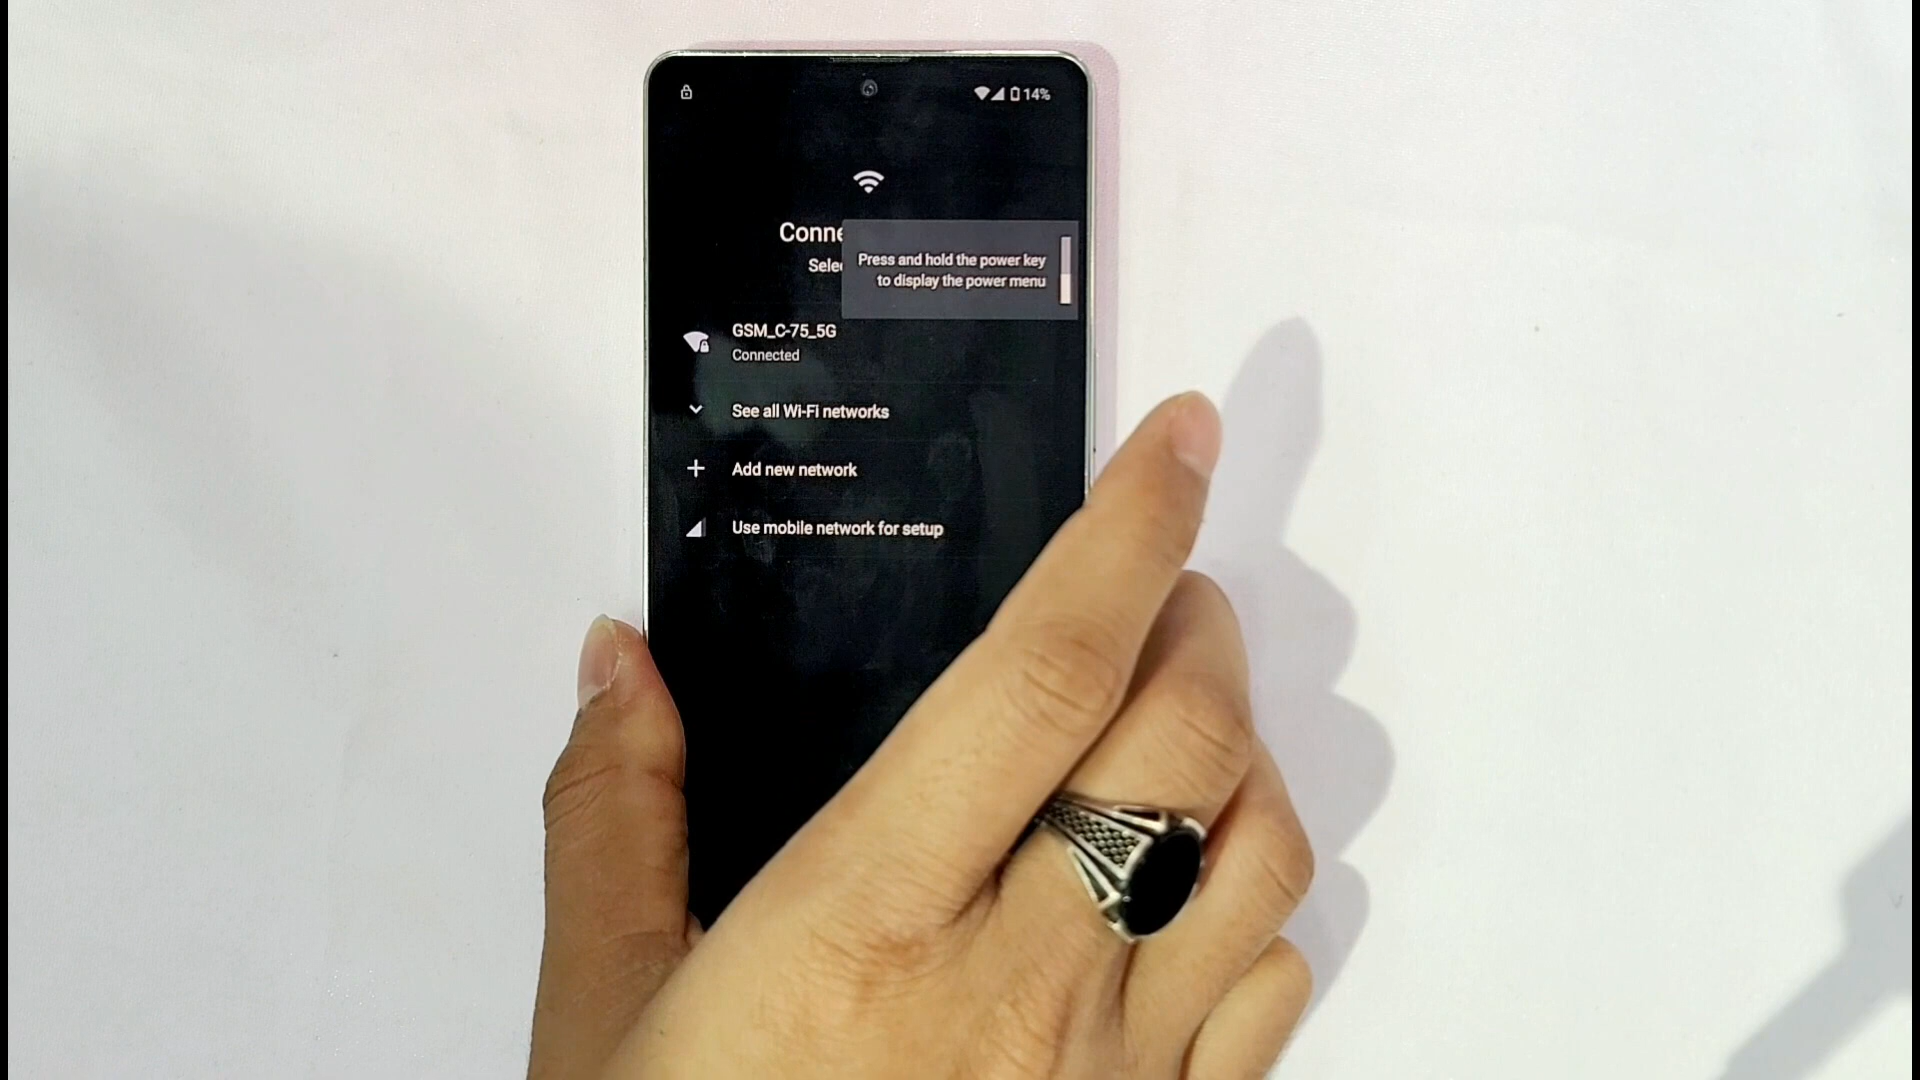 14%
Conne
Selec
Press and hold the power key
to display the power menu
GSM_C-75_5G
Connected
See all Wi-Fi networks
Add new network
Use mobile network for setup